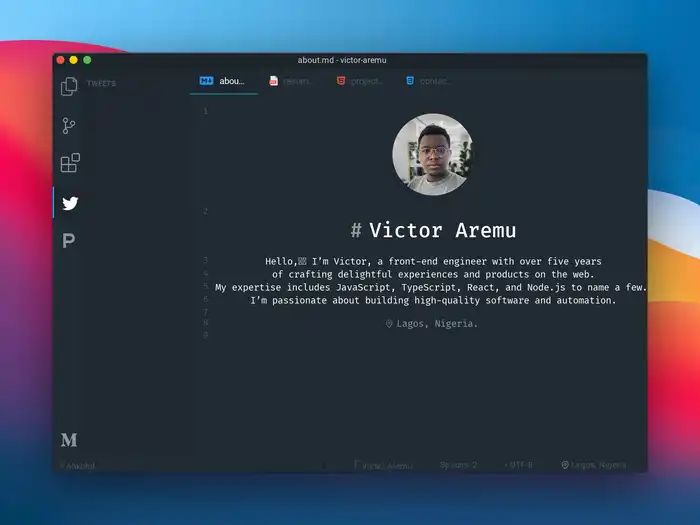 about.md - victor-aremu
TWEETS
abou...
resum...
project...
contac...
1
2
# Victor Aremu
3
Hello, I’m Victor, a front-end engineer with over five years
4
of crafting delightful experiences and products on the web.
5
My expertise includes JavaScript, TypeScript, React, and Node.js to name a few.
6
I’m passionate about building high-quality software and automation.
7
8
Lagos, Nigeria.
9
P
M
Victor Aremu
Spaces: 2
UTF-8
Lagos, Nigeria